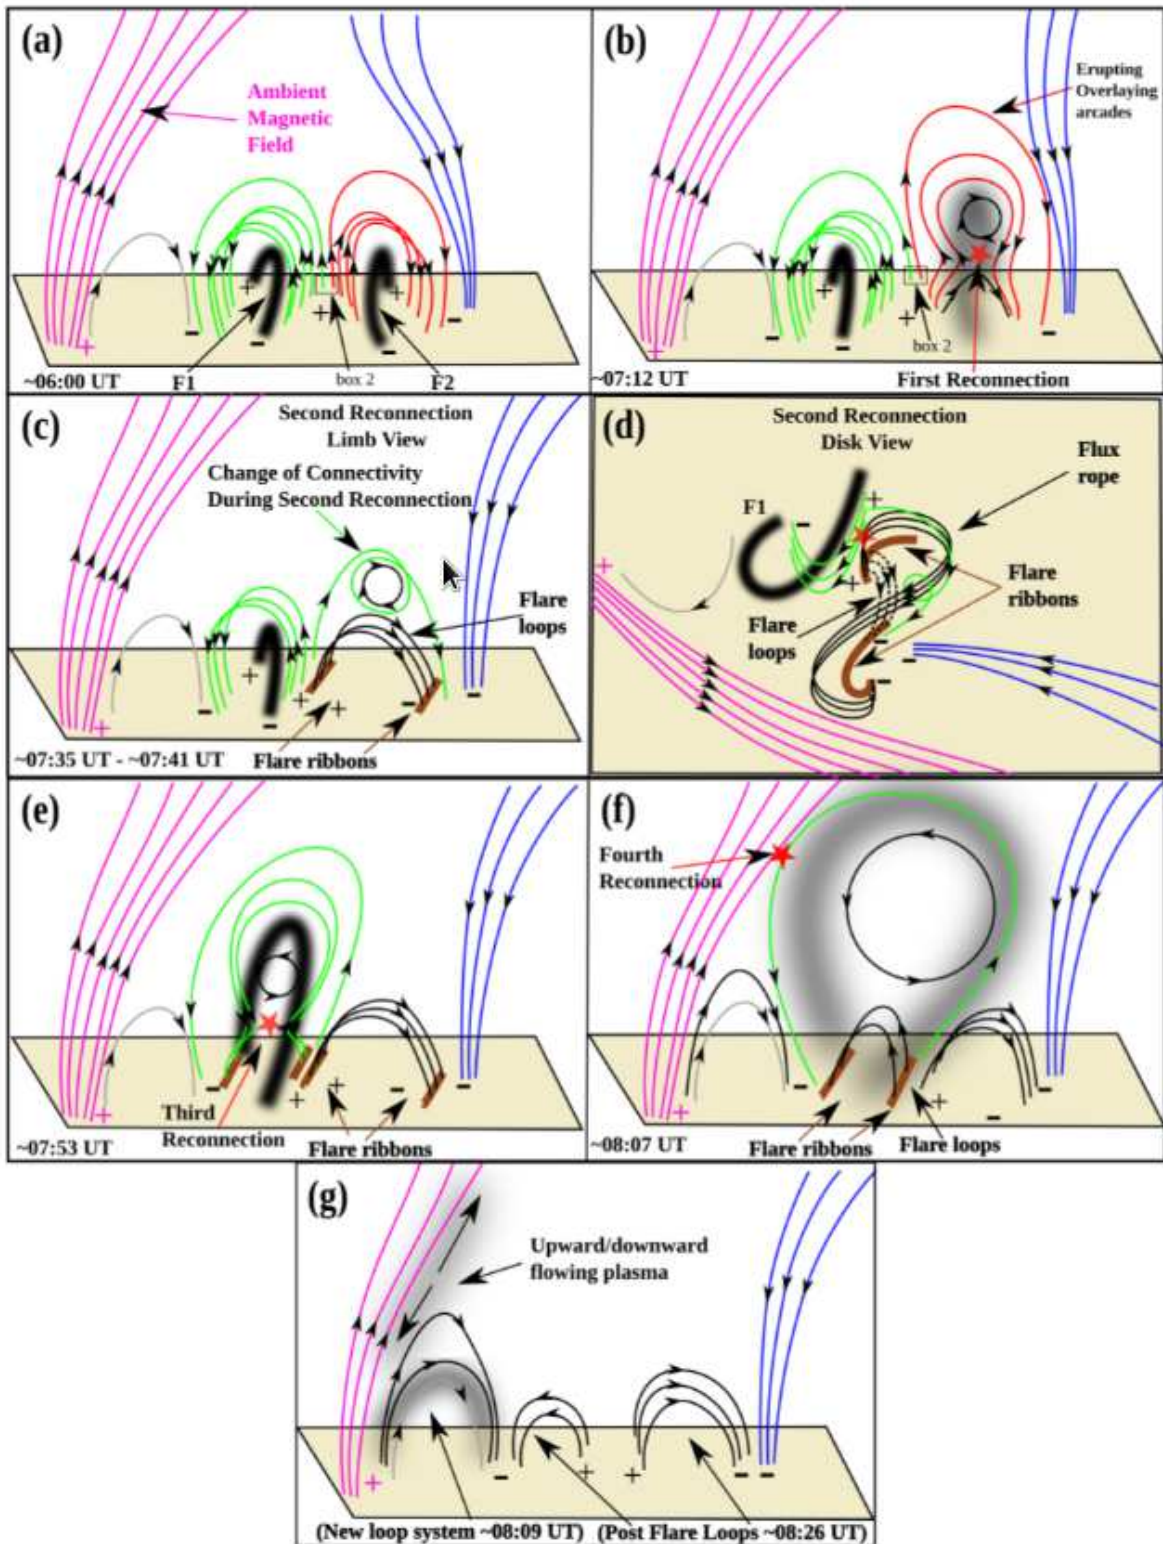 (a)
Ambient
Magnetic
Field
+
+
+
+
-
-
-
-
~06:00 UT
F1
box 2
F2
(b)
Erupting
Overlaying
arcades
+
+
+
-
-
-
box 2
~07:12 UT
First Reconnection
(c)
Second Reconnection
Limb View
Change of Connectivity
During Second Reconnection
Flare
loops
+
+
+
+
-
-
-
-
~07:35 UT - ~07:41 UT
Flare ribbons
(d)
Second Reconnection
Disk View
Flux
rope
F1
+
+
+
-
-
-
-
Flare
ribbons
Flare
loops
(e)
+
+
+
-
-
-
Third
Reconnection
~07:53 UT
Flare ribbons
(f)
Fourth
Reconnection
+
+
-
-
-
~08:07 UT
Flare ribbons
Flare loops
(g)
Upward/downward
flowing plasma
+
-
+
+
- -
(New loop system ~08:09 UT)
(Post Flare Loops ~08:26 UT)